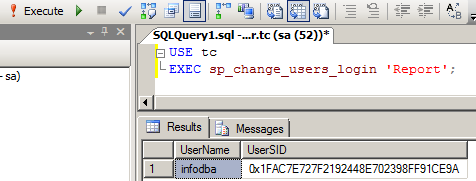 Execute
SQLQuery1.sql -...r.tc (sa (52))*
- sa)
USE tc
EXEC sp_change_users_login 'Report';
Results Messages
UserName UserSID
1 infodba 0x1FAC7E727F2192448E702398FF91CE9A